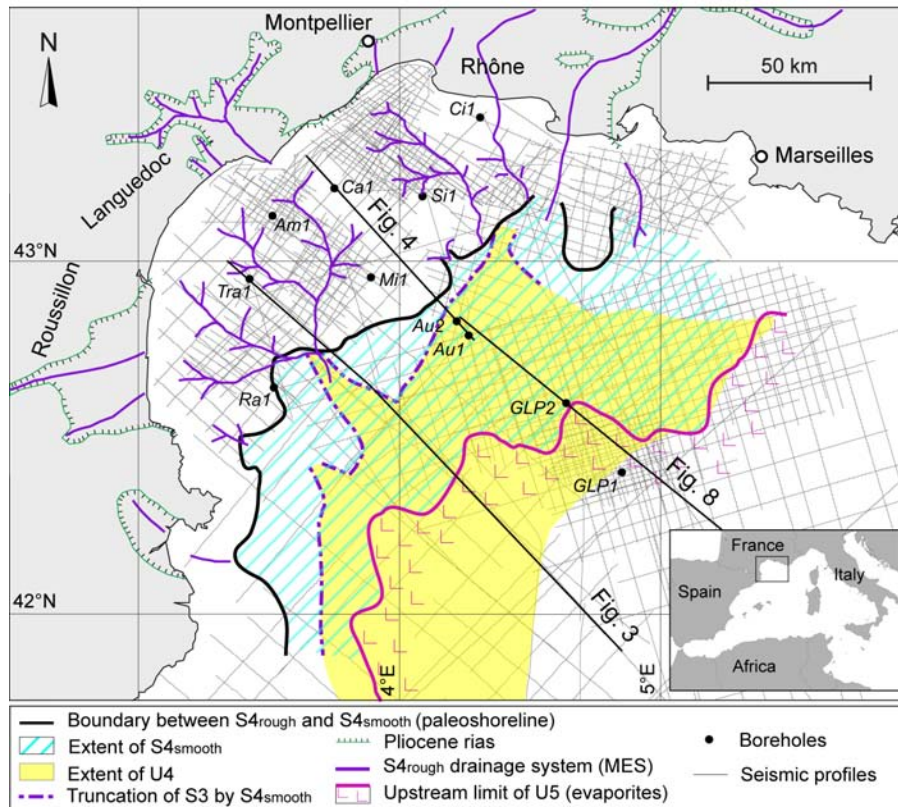 Montpellier
N
Rhône
50 km
Ci1
Marseilles
Languedoc
Ca1
Si1
Am1
Fig. 4
43°N
Tra1
Mi1
Roussillon
Au2
Au1
Ra1
GLP2
GLP1
Fig. 8
France
Spain
Italy
Africa
42°N
Fig. 3
4°E
5°E
Boundary between S4rough and S4smooth (paleoshoreline)
Extent of S4smooth
Pliocene rias
Boreholes
Extent of U4
S4rough drainage system (MES)
Seismic profiles
Truncation of S3 by S4smooth
Upstream limit of U5 (evaporites)